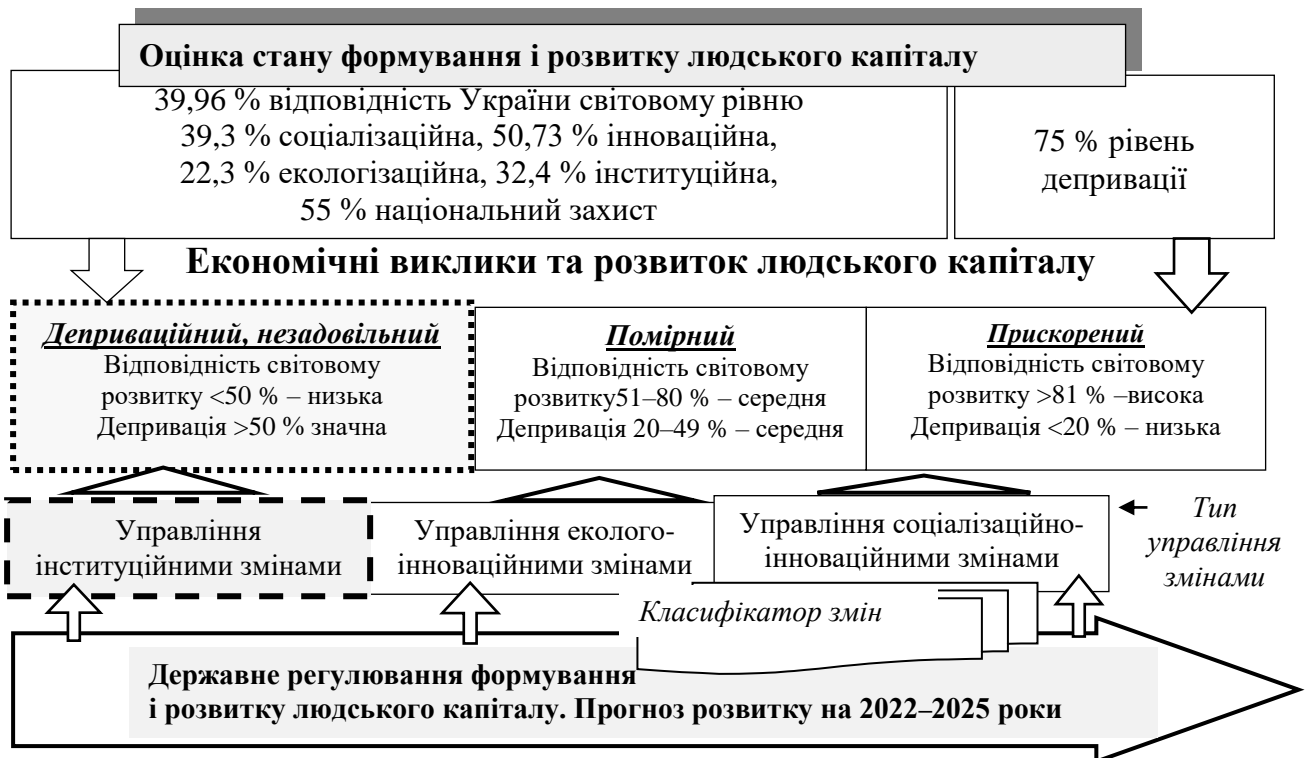 Оцінка стану формування і розвитку людського капіталу
39,96 % відповідність України світовому рівню
39,3 % соціалізаційна, 50,73 % інноваційна,
22,3 % екологізаційна, 32,4 % інституційна,
55 % національний захист
75 % рівень
депривації
Економічні виклики та розвиток людського капіталу
Деприваційний, незадовільний
Відповідність світовому
розвитку <50 % – низька
Депривація >50 % значна
Помірний
Відповідність світовому
розвитку51–80 % – середня
Депривація 20–49 % – середня
Прискорений
Відповідність світовому
розвитку >81 % –висока
Депривація <20 % – низька
Управління
інституційними змінами
Управління еколого-
інноваційними змінами
Управління соціалізаційно-
інноваційними змінами
Тип
управління
змінами
Класифікатор змін
Державне регулювання формування
і розвитку людського капіталу. Прогноз розвитку на 2022–2025 роки